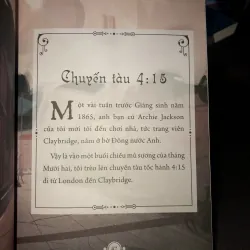 Chuyến tàu 4:15
Một vài tuần trước Giáng sinh năm
1865, anh bạn cũ Archie Jackson
của tôi mời tôi đến chơi nhà, tức trang viên
Claybridge, nằm ở bờ Đông nước Anh.
Vậy là vào một buổi chiều mù sương của tháng
Mười hai, tôi trèo lên chuyến tàu tốc hành 4:15
đi từ London đến Claybridge.